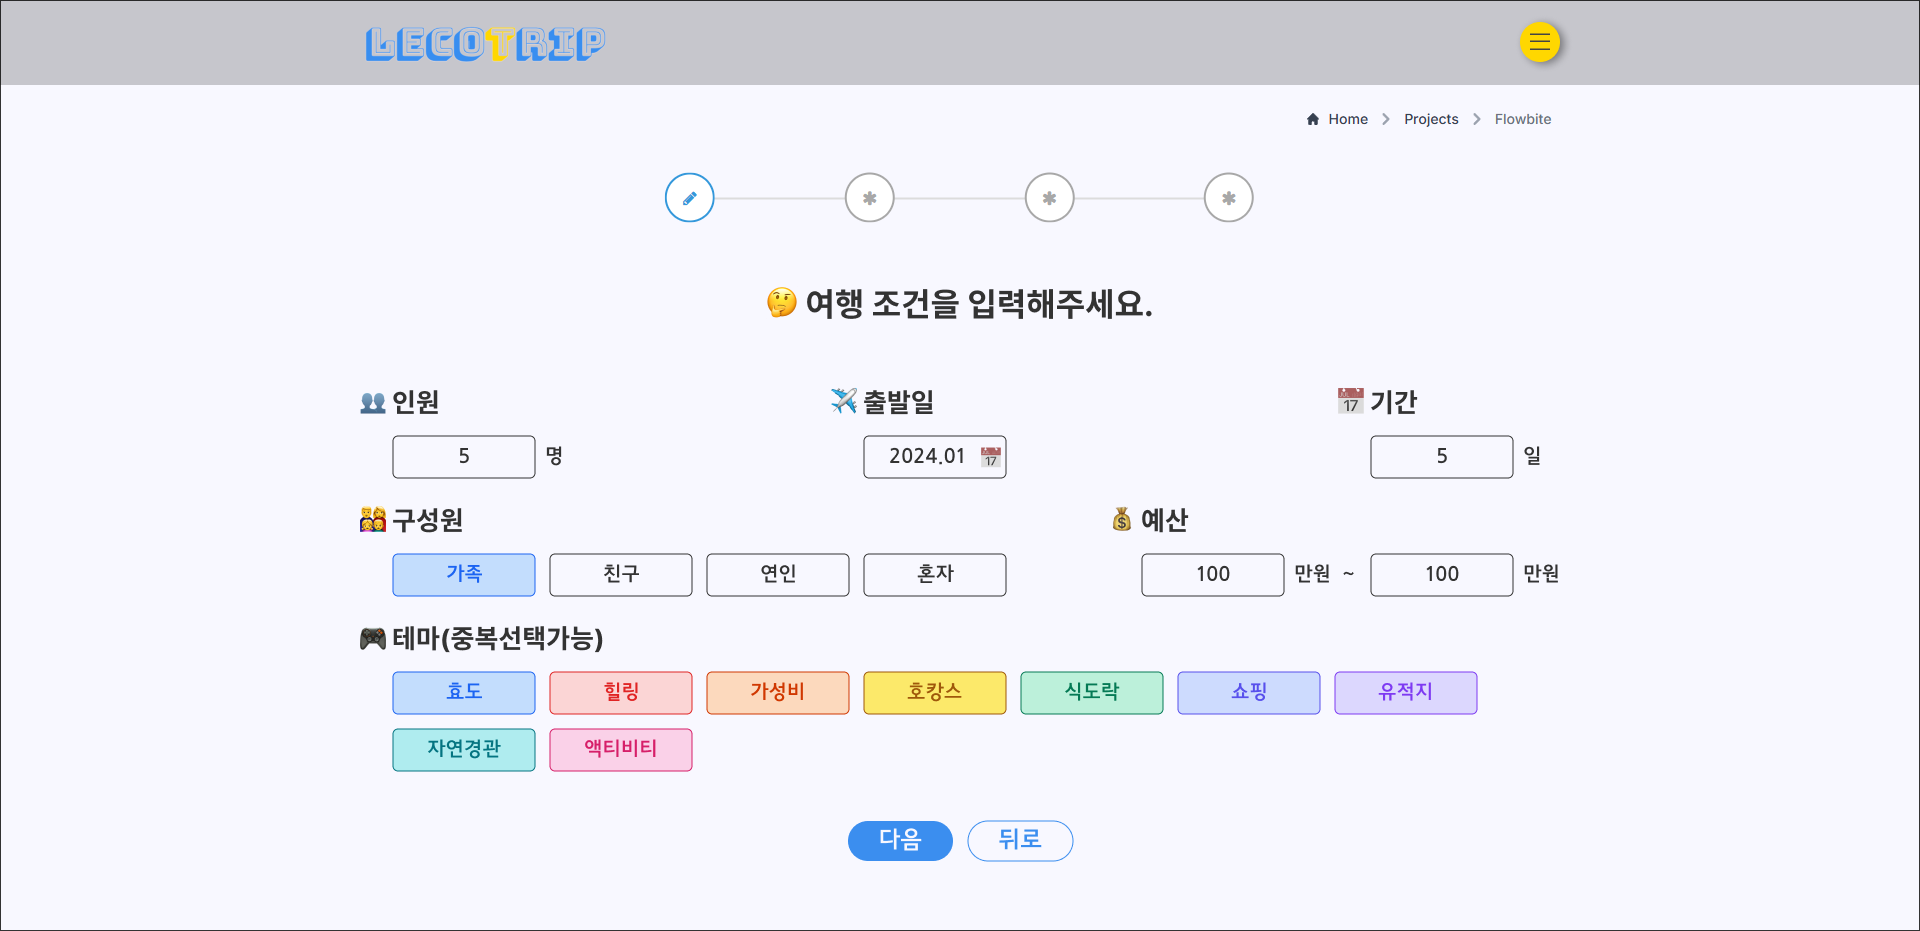 LECOTRIP
Home > Projects > Flowbite
🤔 여행 조건을 입력해주세요.
👥 인원
5 명
✈️ 출발일
2024.01 📅 17
📅 17 기간
5 일
👨‍👩‍👧‍👦 구성원
가족 친구 연인 혼자
💰 예산
100 만원 ~ 100 만원
🎮 테마(중복선택가능)
효도 힐링 가성비 호캉스 식도락 쇼핑 유적지
자연경관 액티비티
다음 뒤로